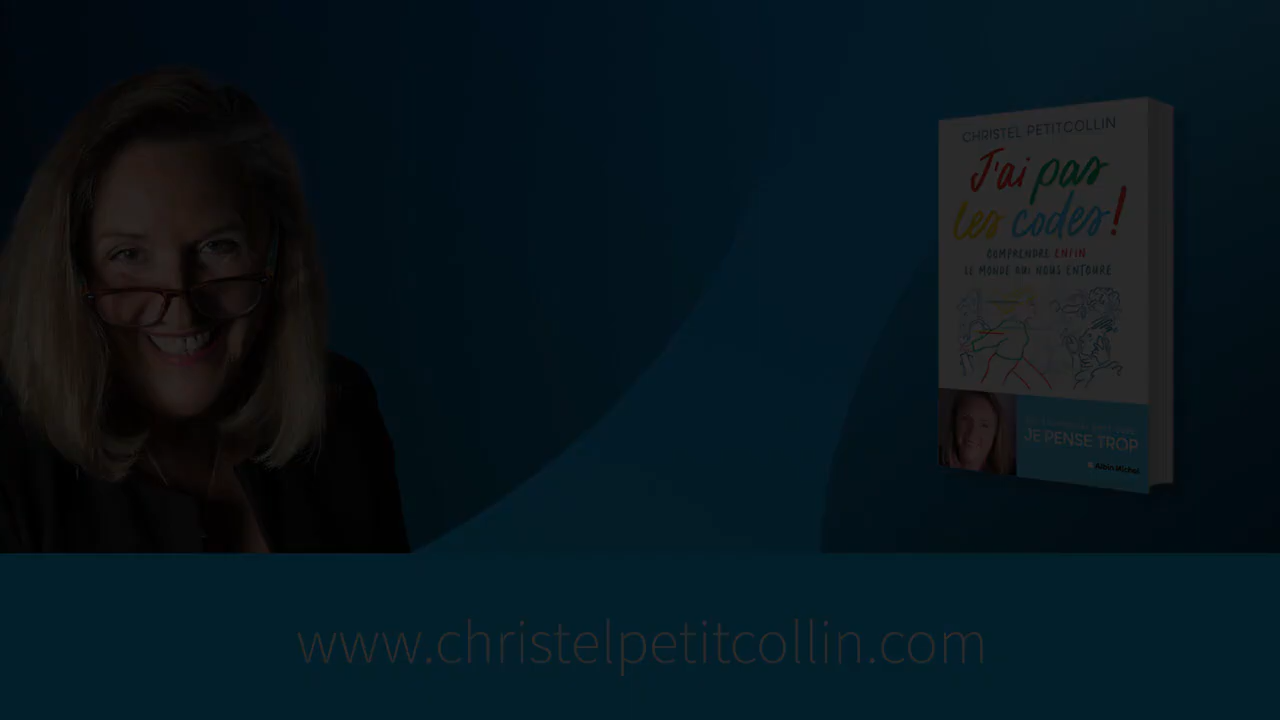 CHRISTEL PETITCOLLIN
J'ai pas
les codes!
COMPRENDRE ENFIN
LE MONDE QUI NOUS ENTOURE
JE PENSE TROP
Albin Michel
www.christelpetitcollin.com